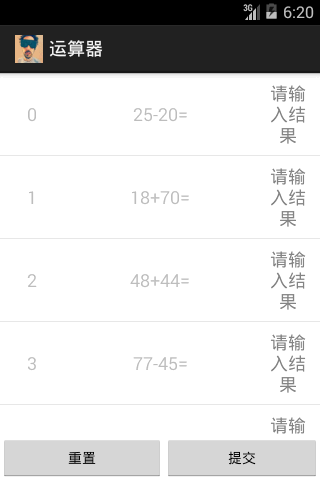 3G 6:20
运算器
0 25-20= 请输
入结
果
1 18+70= 请输
入结
果
2 48+44= 请输
入结
果
3 77-45= 请输
入结
果
请输
重置 提交